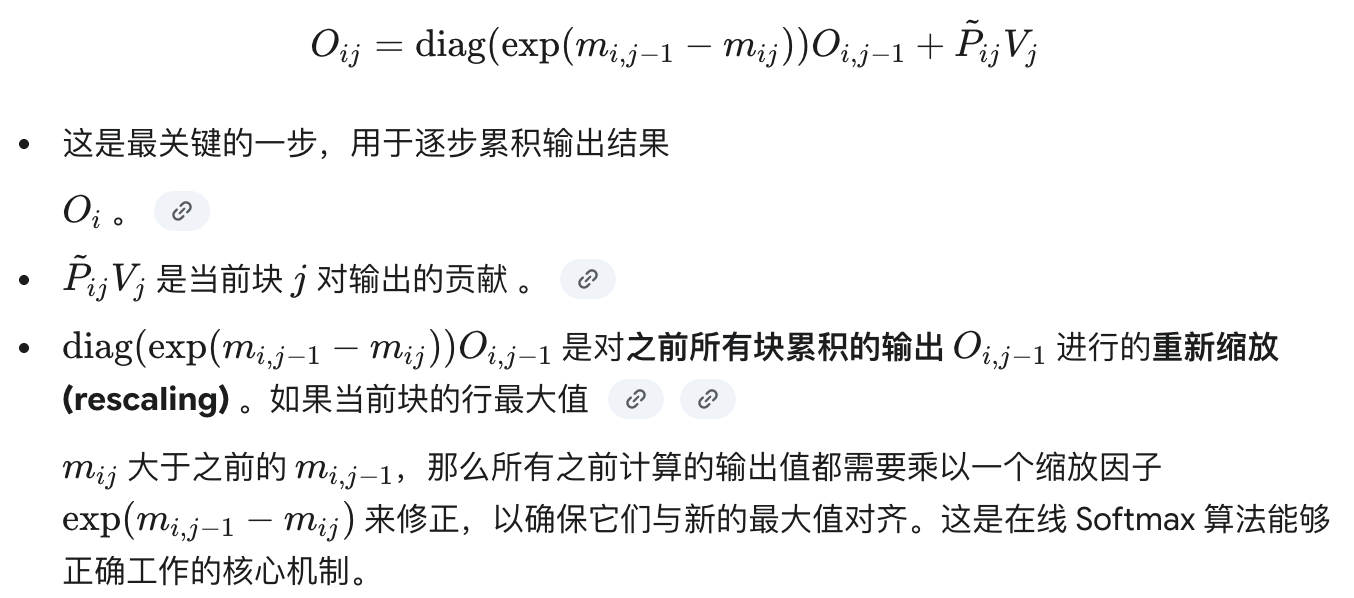 $O_{ij} = \text{diag}(\exp(m_{i,j-1} - m_{ij}))O_{i,j-1} + \tilde{P}_{ij}V_j$
• 这是最关键的一步，用于逐步累积输出结果
$O_i$ 。
• $\tilde{P}_{ij}V_j$ 是当前块 $j$ 对输出的贡献 。
• $\text{diag}(\exp(m_{i,j-1} - m_{ij}))O_{i,j-1}$ 是对之前所有块累积的输出 $O_{i,j-1}$ 进行的重新缩放
(rescaling) 。如果当前块的行最大值
$m_{ij}$ 大于之前的 $m_{i,j-1}$，那么所有之前计算的输出值都需要乘以一个缩放因子
$\exp(m_{i,j-1} - m_{ij})$ 来修正，以确保它们与新的最大值对齐。这是在线 Softmax 算法能够
正确工作的核心机制。